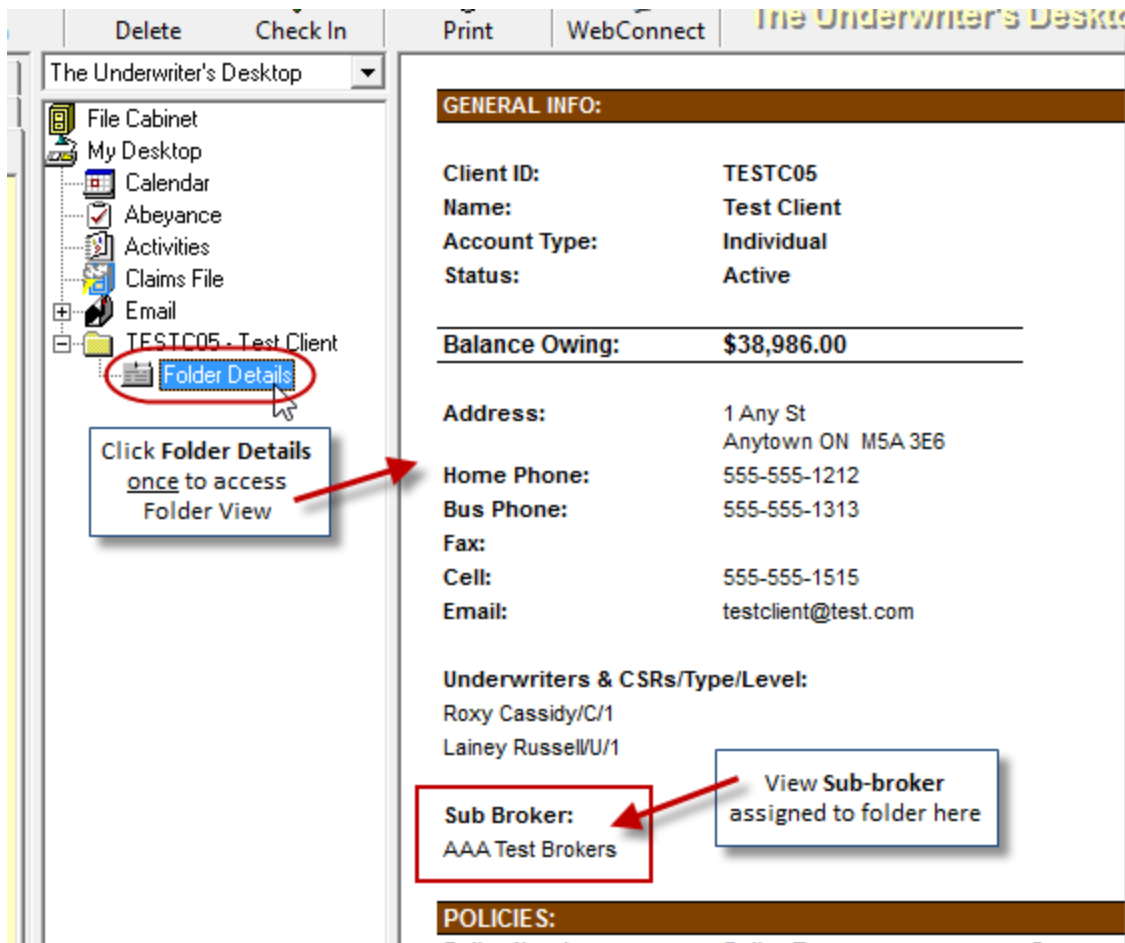 Delete Check In Print WebConnect The Underwriter's Deskto
The Underwriter's Desktop
File Cabinet
My Desktop
Calendar
Abeyance
Activities
Claims File
Email
TESTC05 - Test Client
Folder Details
Click Folder Details
once to access
Folder View
GENERAL INFO:
Client ID: TESTC05
Name: Test Client
Account Type: Individual
Status: Active
Balance Owing: $38,986.00
Address: 1 Any St
Anytown ON M5A 3E6
Home Phone: 555-555-1212
Bus Phone: 555-555-1313
Fax:
Cell: 555-555-1515
Email: testclient@test.com
Underwriters & CSRs/Type/Level:
Roxy Cassidy/C/1
Lainey Russell/U/1
View Sub-broker
assigned to folder here
Sub Broker:
AAA Test Brokers
POLICIES: